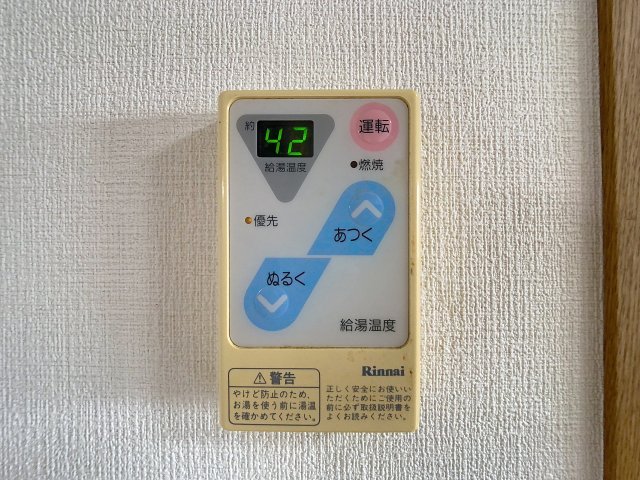 約
42
給湯温度
運転
燃焼
優先
あつく
ぬるく
給湯温度
Rinnai
警告
やけど防止のため、
お湯を使う前に湯温
を確かめてください。
正しく安全にお使いい
ただくためにご使用の
前に必ず取扱説明書を
よくお読みください。